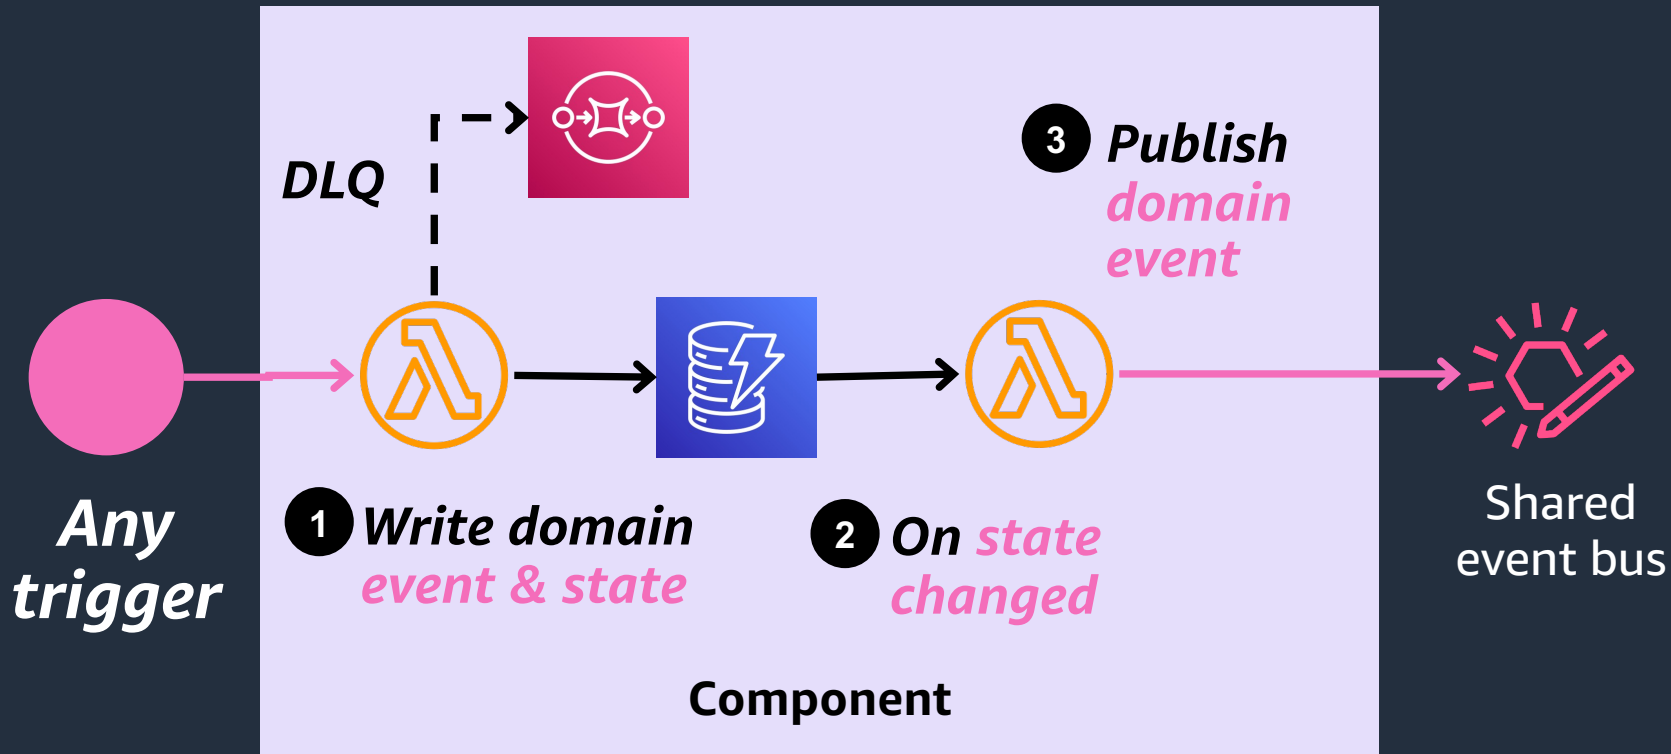 DLQ
3 Publish
domain
event
Any
trigger
1 Write domain
event & state
2 On state
changed
Shared
event bus
Component